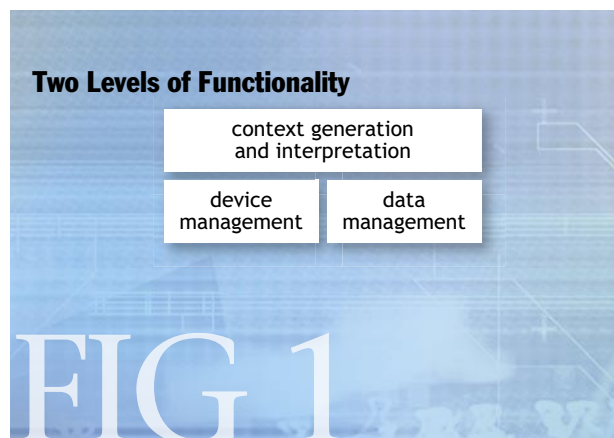 Two Levels of Functionality
context generation
and interpretation
device
management
data
management
FIG 1